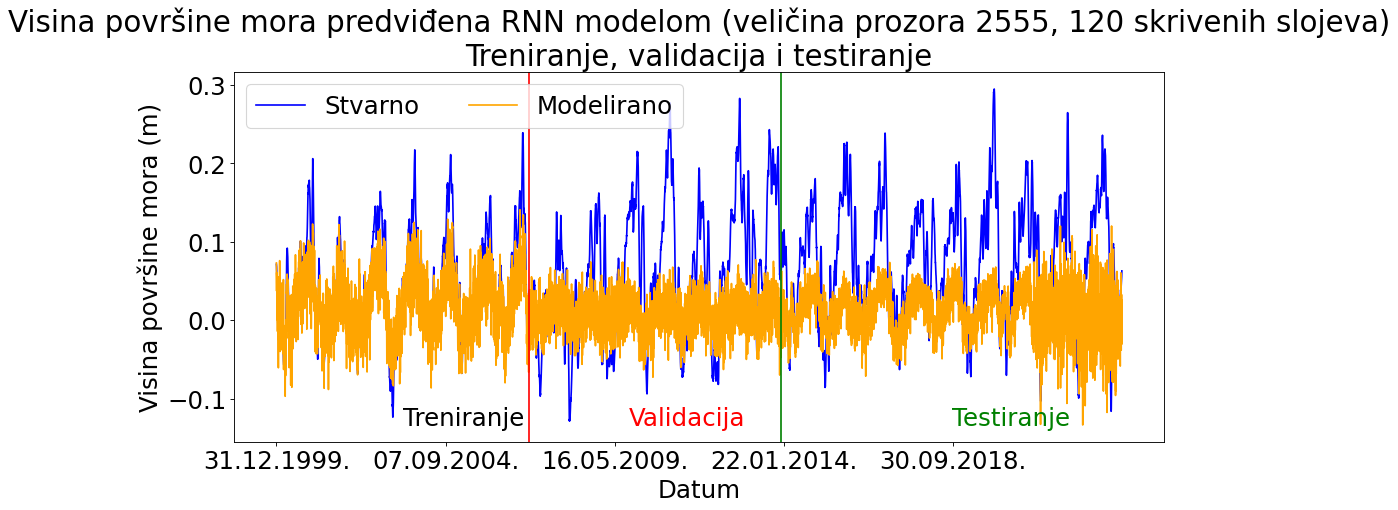 Visina površine mora predviđena RNN modelom (veličina prozora 2555, 120 skrivenih slojeva)
Treniranje, validacija i testiranje
Stvarno
Modelirano
Visina površine mora (m)
0.3
0.2
0.1
0.0
−0.1
Treniranje
Validacija
Testiranje
31.12.1999.
07.09.2004.
16.05.2009.
22.01.2014.
30.09.2018.
Datum